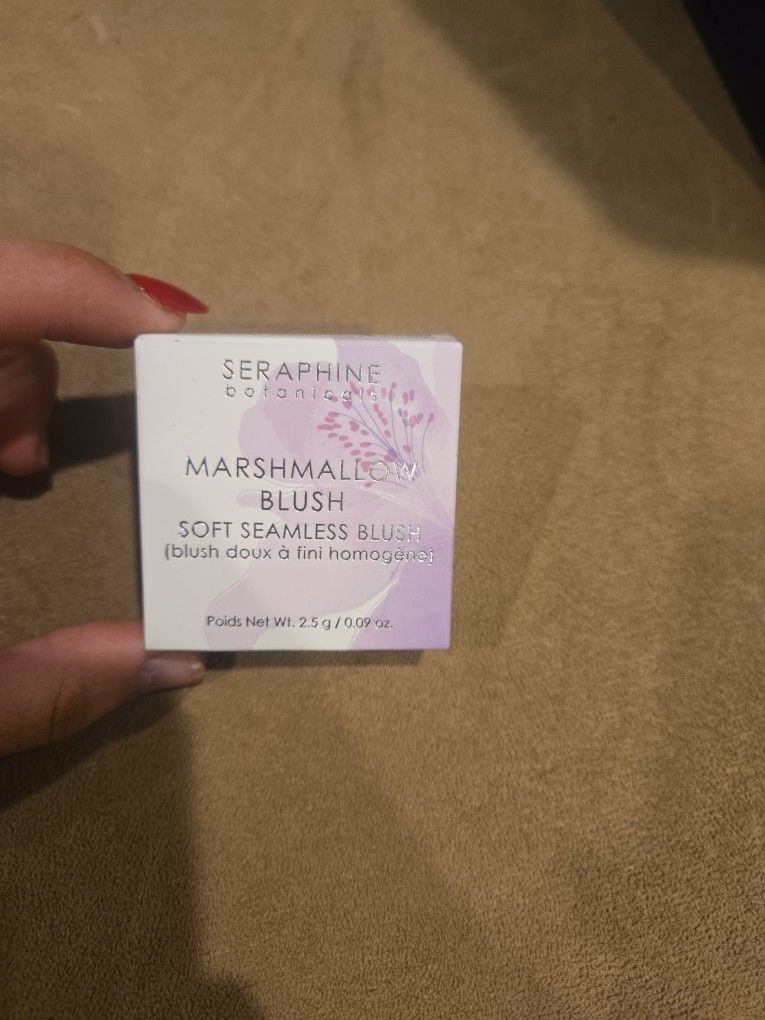 SERAPHINE
botanicals
MARSHMALLOW
BLUSH
SOFT SEAMLESS BLUSH
(blush doux à fini homogène)
Poids Net Wt. 2.5 g / 0.09 oz.